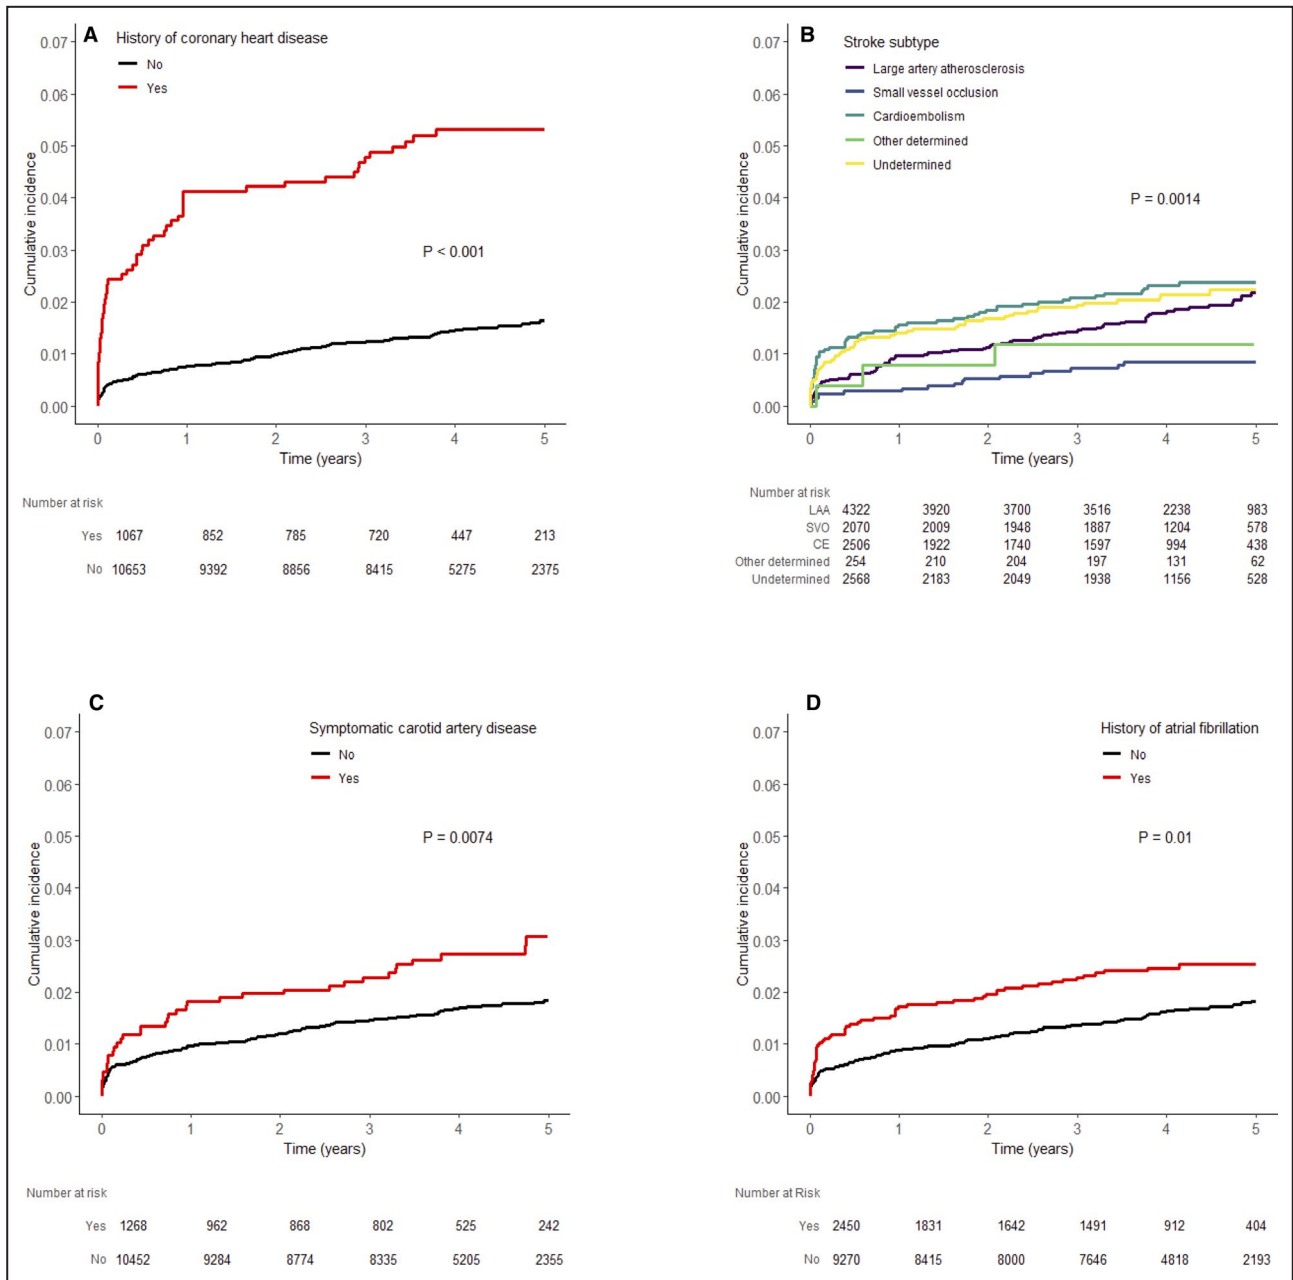 A
History of coronary heart disease
No
Yes
0.07
0.06
0.05
0.04
0.03
0.02
0.01
0.00
Cumulative incidence
P < 0.001
0 1 2 3 4 5
Time (years)
Number at risk
Yes 1067 852 785 720 447 213
No 10653 9392 8856 8415 5275 2375
B
Stroke subtype
Large artery atherosclerosis
Small vessel occlusion
Cardioembolism
Other determined
Undetermined
0.07
0.06
0.05
0.04
0.03
0.02
0.01
0.00
Cumulative incidence
P = 0.0014
0 1 2 3 4 5
Time (years)
Number at risk
LAA 4322 3920 3700 3516 2238 983
SVO 2070 2009 1948 1887 1204 578
CE 2506 1922 1740 1597 994 438
Other determined 254 210 204 197 131 62
Undetermined 2568 2183 2049 1938 1156 528
C
Symptomatic carotid artery disease
No
Yes
0.07
0.06
0.05
0.04
0.03
0.02
0.01
0.00
Cumulative incidence
P = 0.0074
0 1 2 3 4 5
Time (years)
Number at risk
Yes 1268 962 868 802 525 242
No 10452 9284 8774 8335 5205 2355
D
History of atrial fibrillation
No
Yes
0.07
0.06
0.05
0.04
0.03
0.02
0.01
0.00
Cumulative incidence
P = 0.01
0 1 2 3 4 5
Time (years)
Number at Risk
Yes 2450 1831 1642 1491 912 404
No 9270 8415 8000 7646 4818 2193